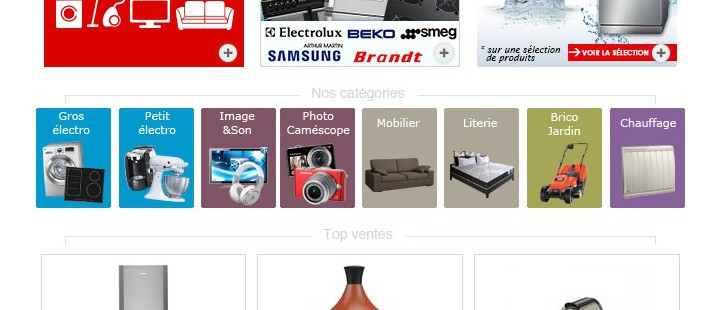 Electrolux BEKO smeg
ARTHUR MARTIN
SAMSUNG Brandt
* sur une sélection
de produits
VOIR LA SÉLECTION
Nos catégories
Gros
électro
Petit
électro
Image
&Son
Photo
Caméscope
Mobilier
Literie
Brico
Jardin
Chauffage
Top ventes